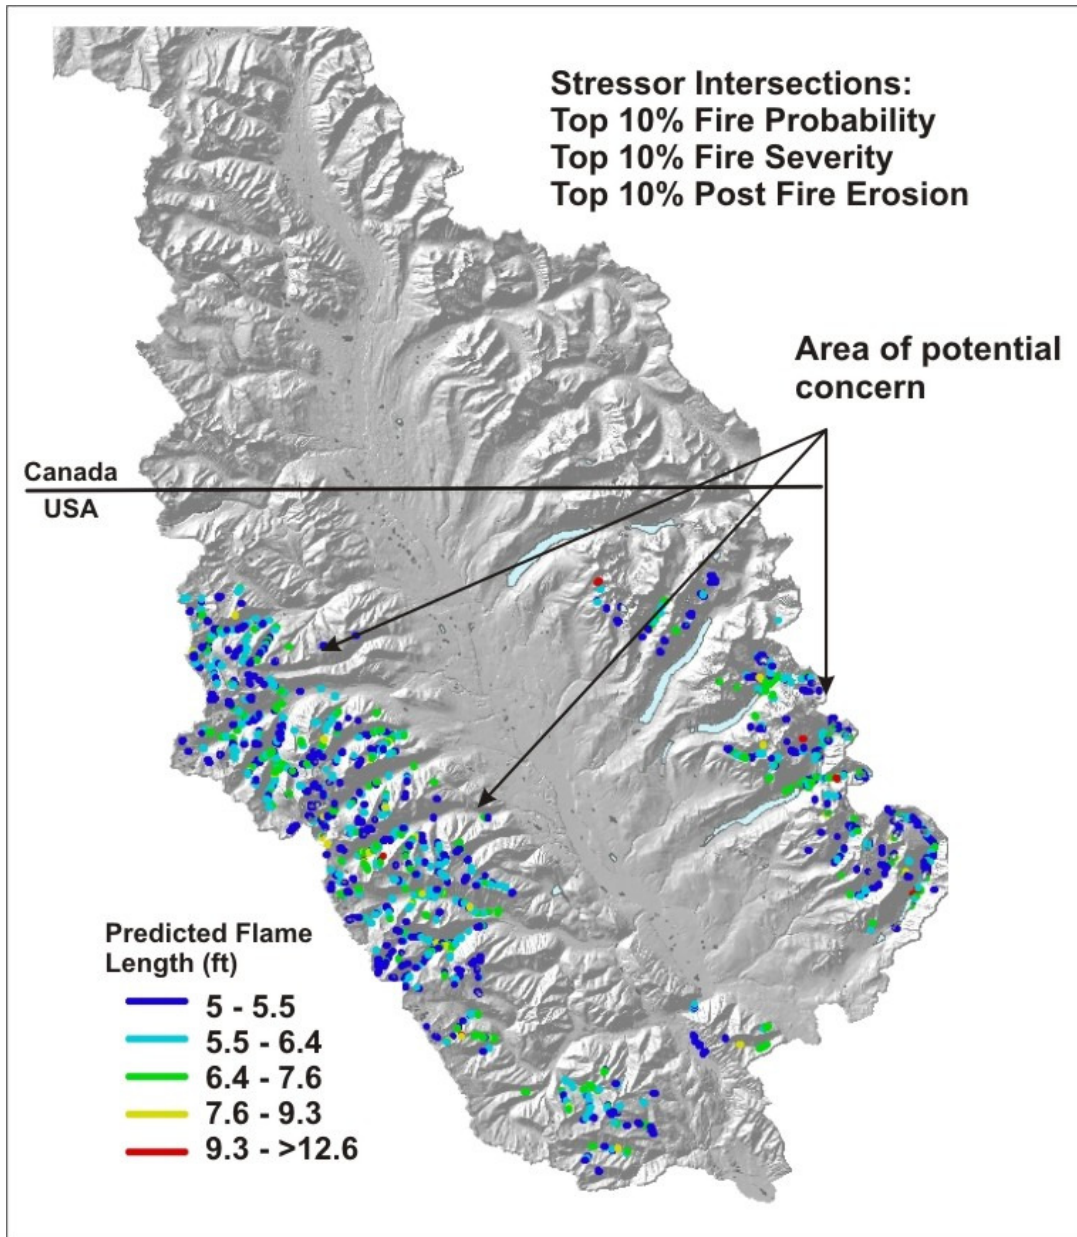 Stressor Intersections:
Top 10% Fire Probability
Top 10% Fire Severity
Top 10% Post Fire Erosion
Area of potential
concern
Canada
USA
Predicted Flame
Length (ft)
5 - 5.5
5.5 - 6.4
6.4 - 7.6
7.6 - 9.3
9.3 - >12.6